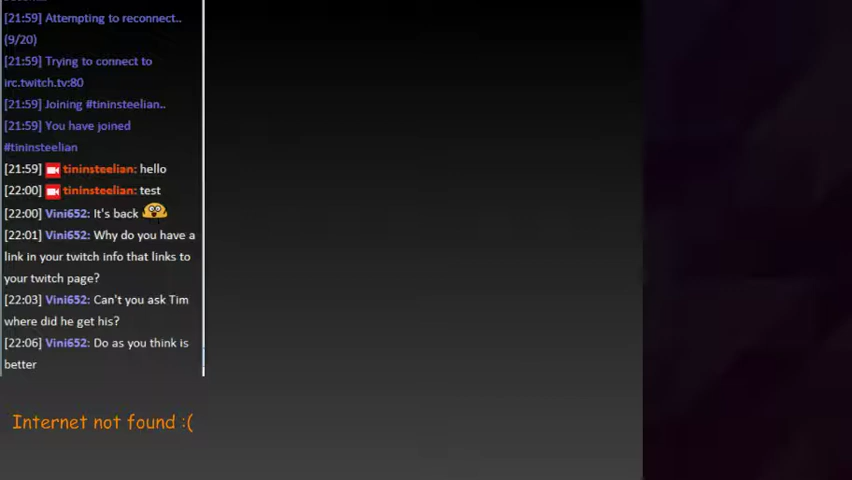 [21:59] Attempting to reconnect..
(9/20)
[21:59] Trying to connect to
irc.twitch.tv:80
[21:59] Joining #tininsteelian..
[21:59] You have joined
#tininsteelian
[21:59] tininsteelian: hello
[22:00] tininsteelian: test
[22:00] Vini652: It's back
[22:01] Vini652: Why do you have a
link in your twitch info that links to
your twitch page?
[22:03] Vini652: Can't you ask Tim
where did he get his?
[22:06] Vini652: Do as you think is
better
Internet not found :(